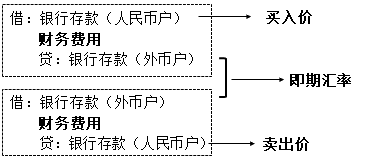 借：银行存款（人民币户）
买入价
财务费用
贷：银行存款（外币户）
即期汇率
借：银行存款（外币户）
财务费用
贷：银行存款（人民币户）
卖出价